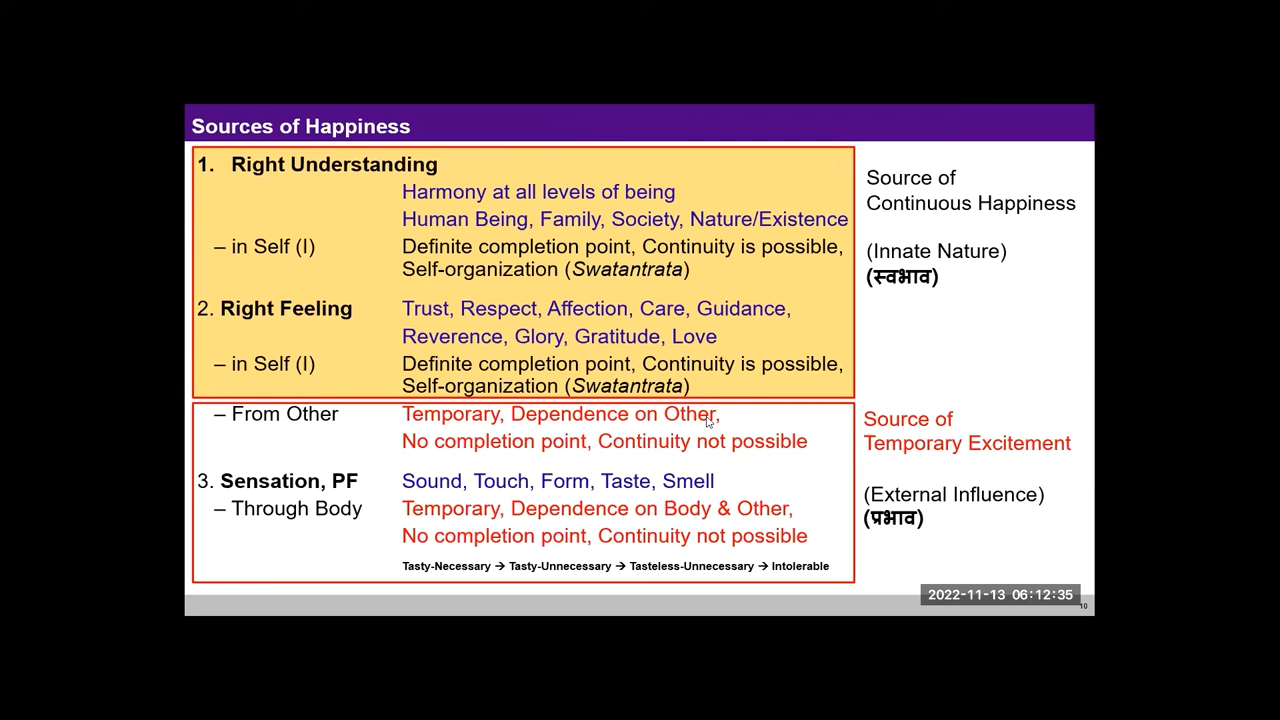 Sources of Happiness
1. Right Understanding
Harmony at all levels of being
Human Being, Family, Society, Nature/Existence
– in Self (I) Definite completion point, Continuity is possible,
Self-organization (Swatantrata)
Source of
Continuous Happiness
(Innate Nature)
(स्वभाव)
2. Right Feeling Trust, Respect, Affection, Care, Guidance,
Reverence, Glory, Gratitude, Love
– in Self (I) Definite completion point, Continuity is possible,
Self-organization (Swatantrata)
– From Other Temporary, Dependence on Other,
No completion point, Continuity not possible
Source of
Temporary Excitement
3. Sensation, PF Sound, Touch, Form, Taste, Smell
– Through Body Temporary, Dependence on Body & Other,
No completion point, Continuity not possible
(External Influence)
(प्रभाव)
Tasty-Necessary → Tasty-Unnecessary → Tasteless-Unnecessary → Intolerable
2022-11-13 06:12:35
10